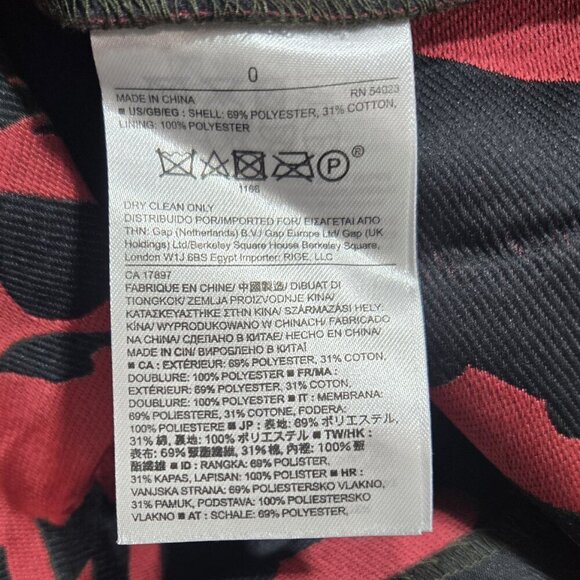 0
MADE IN CHINA RN 54023
■ US/GB/EG : SHELL: 69% POLYESTER, 31% COTTON,
LINING: 100% POLYESTER
P ®
1166
DRY CLEAN ONLY
DISTRIBUIDO POR/IMPORTED FOR/ ΕΙΣΑΓΕΤΑΙ ΑΠΟ
ΤΗΝ: Gap (Netherlands) B.V./ Gap Europe Ltd/ Gap (UK
Holdings) Ltd/Berkeley Square House Berkeley Square,
London W1J 6BS Egypt Importer: RIGE, LLC
CA 17897
FABRIQUE EN CHINE/ 中國製造/ DIBUAT DI
TIONGKOK/ ZEMLJA PROIZVODNJE KINA/
ΚΑΤΑΣΚΕΥΑΣΤΗΚΕ ΣΤΗΝ ΚΙΝΑ/ SZÁRMAZÁSI HELY
KÍNA/ WYPRODUKOWANO W CHINACH/ FABRICADO
NA CHINA/ СДЕЛАНО В КИТАЕ/ HECHO EN CHINA/
MADE IN CIN/ ВИРОБЛЕНО В КИТАЇ
■ CA : EXTÉRIEUR: 69% POLYESTER, 31% COTON,
DOUBLURE: 100% POLYESTER ■ FR/MA :
EXTÉRIEUR: 69% POLYESTER, 31% COTON,
DOUBLURE: 100% POLYESTER ■ IT : MEMBRANA:
69% POLIESTERE, 31% COTONE, FODERA:
100% POLIESTERE ■ JP : 表地: 69% ポリエステル,
31% 綿, 裏地: 100% ポリエステル ■ TW/HK :
表布: 69% 聚酯纖維, 31% 棉, 內裡: 100% 聚
酯纖維 ■ ID : RANGKA: 69% POLISTER,
31% KAPAS, LAPISAN: 100% POLISTER ■ HR :
VANJSKA STRANA: 69% POLIESTERSKO VLAKNO,
31% PAMUK, PODSTAVA: 100% POLIESTERSKO
VLAKNO ■ AT : SCHALE: 69% POLYESTER,